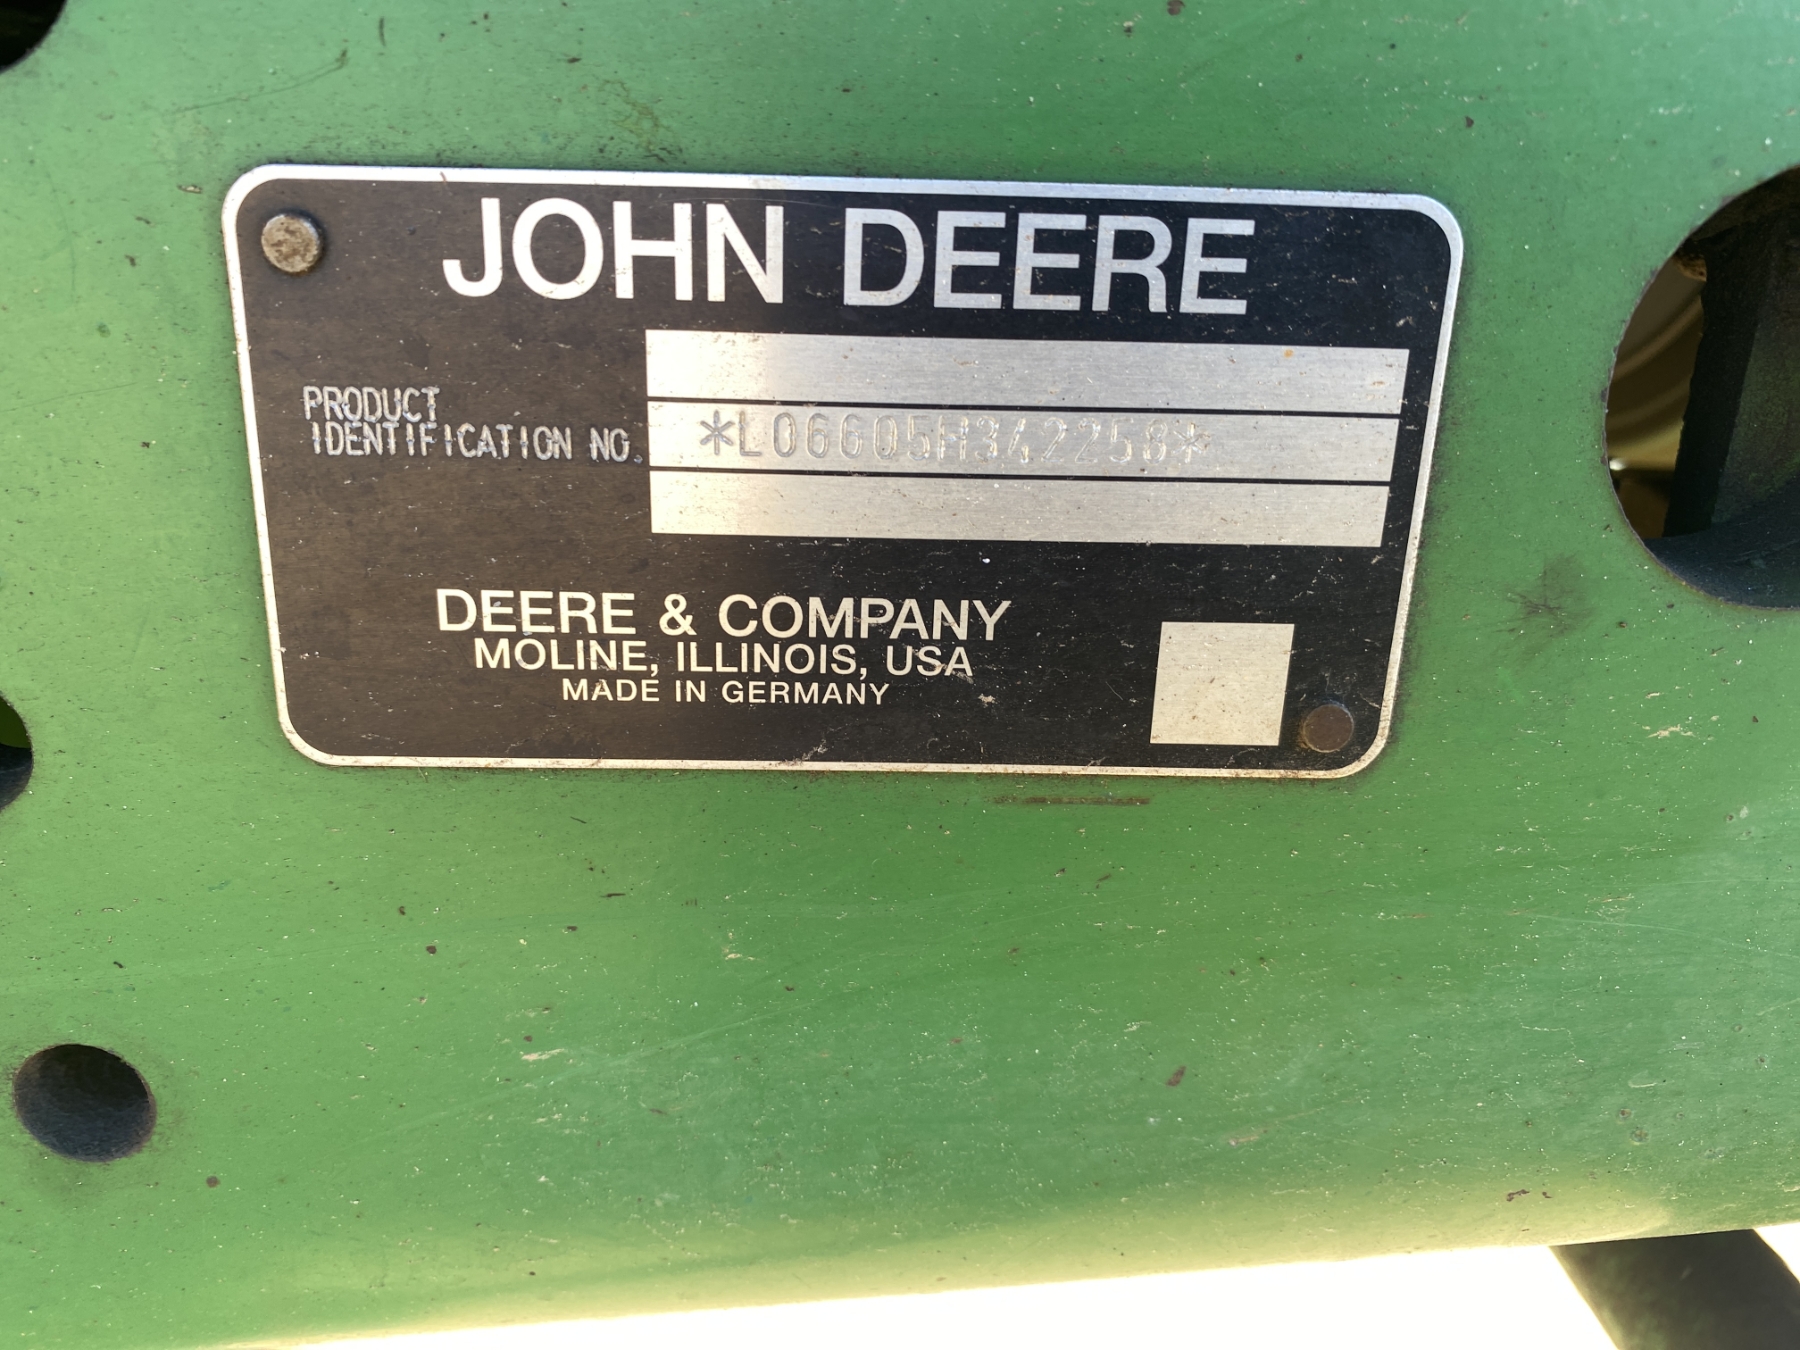 JOHN DEERE
PRODUCT
IDENTIFICATION NO.
*L06605H342258*
DEERE & COMPANY
MOLINE, ILLINOIS, USA
MADE IN GERMANY